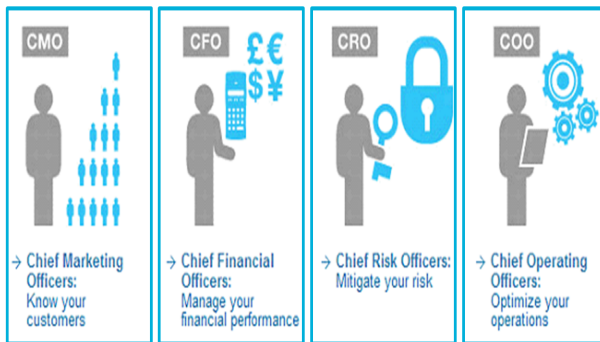 CMO
→ Chief Marketing
Officers:
Know your
customers
CFO
£€
$¥
→ Chief Financial
Officers:
Manage your
financial performance
CRO
→ Chief Risk Officers:
Mitigate your risk
COO
→ Chief Operating
Officers:
Optimize your
operations